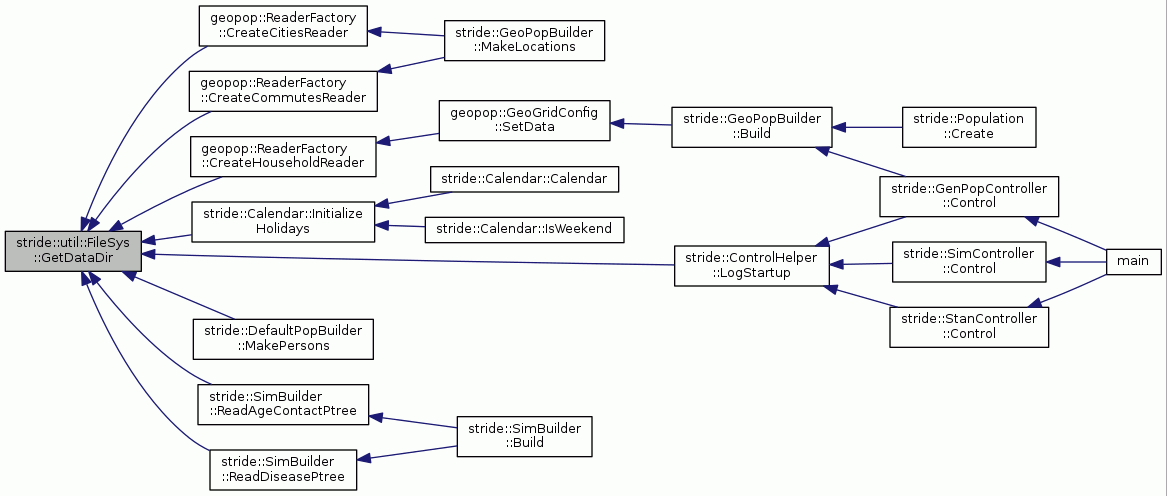 geopop::ReaderFactory
::CreateCitiesReader
stride::GeoPopBuilder
::MakeLocations
geopop::ReaderFactory
::CreateCommutesReader
geopop::GeoGridConfig
::SetData
stride::GeoPopBuilder
::Build
stride::Population
::Create
geopop::ReaderFactory
::CreateHouseholdReader
stride::Calendar::Calendar
stride::GenPopController
::Control
stride::Calendar::Initialize
Holidays
stride::Calendar::IsWeekend
stride::util::FileSys
::GetDataDir
stride::ControlHelper
::LogStartup
stride::SimController
::Control
main
stride::DefaultPopBuilder
::MakePersons
stride::StanController
::Control
stride::SimBuilder
::ReadAgeContactPtree
stride::SimBuilder
::Build
stride::SimBuilder
::ReadDiseasePtree